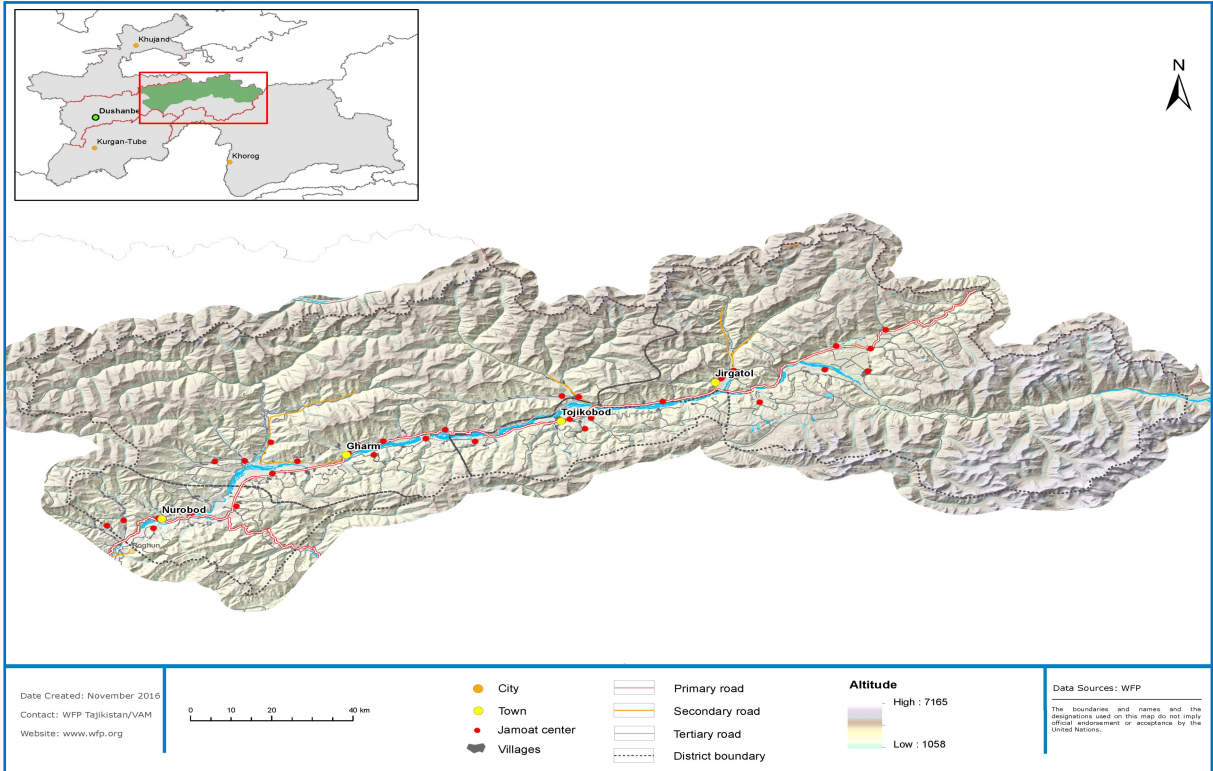 Khujand
Dushanbe
Kurgan-Tube
Khorog
N
Jirgatol
Tojikobod
Gharm
Nurobod
Roghun
Date Created: November 2016
Contact: WFP Tajikistan/VAM
Website: www.wfp.org
0 10 20 40 km
City
Town
Jamoat center
Villages
Primary road
Secondary road
Tertiary road
District boundary
Altitude
High : 7165
Low : 1058
Data Sources: WFP
The boundaries and names and the
designations used on this map do not imply
official endorsement or acceptance by the
United Nations.